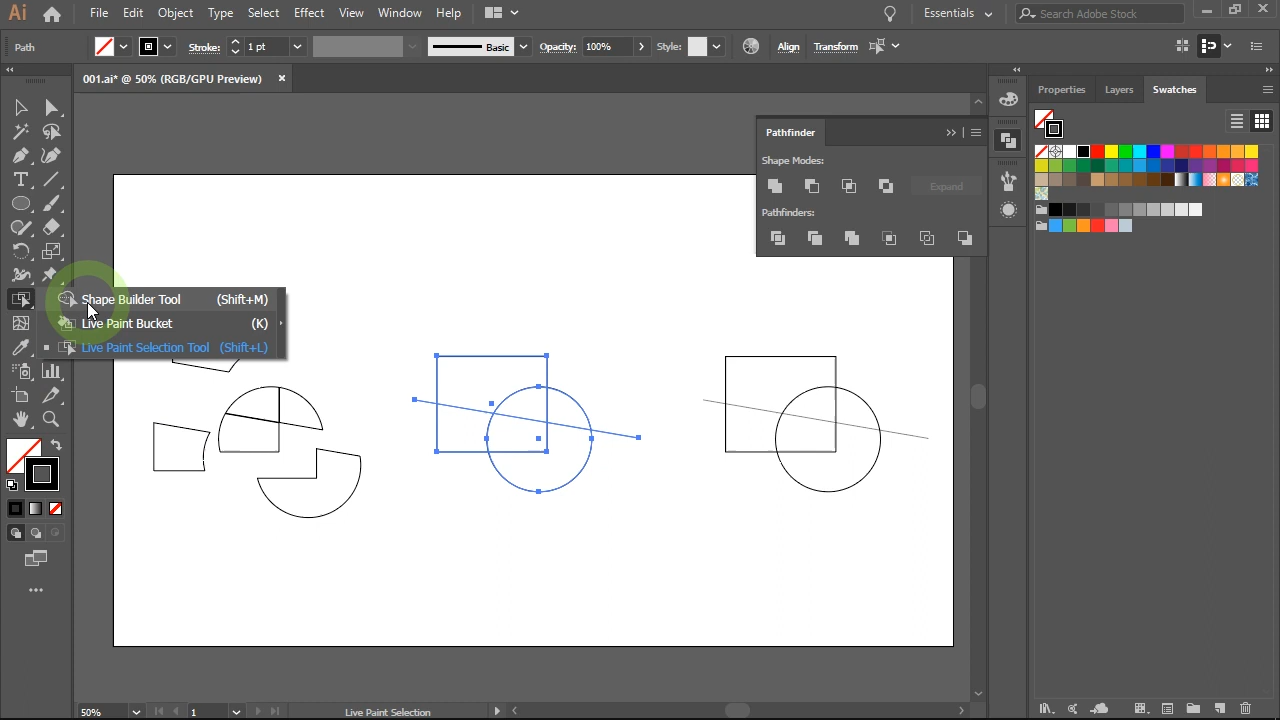 Ai File Edit Object Type Select Effect View Window Help Essentials Search Adobe Stock
Path Stroke: 1 pt Basic Opacity: 100% Style: Align Transform
001.ai* @ 50% (RGB/GPU Preview) ×
Properties Layers Swatches
Pathfinder
Shape Modes:
Expand
Pathfinders:
T
Shape Builder Tool (Shift+M)
Live Paint Bucket (K)
Live Paint Selection Tool (Shift+L)
50% 1 Live Paint Selection